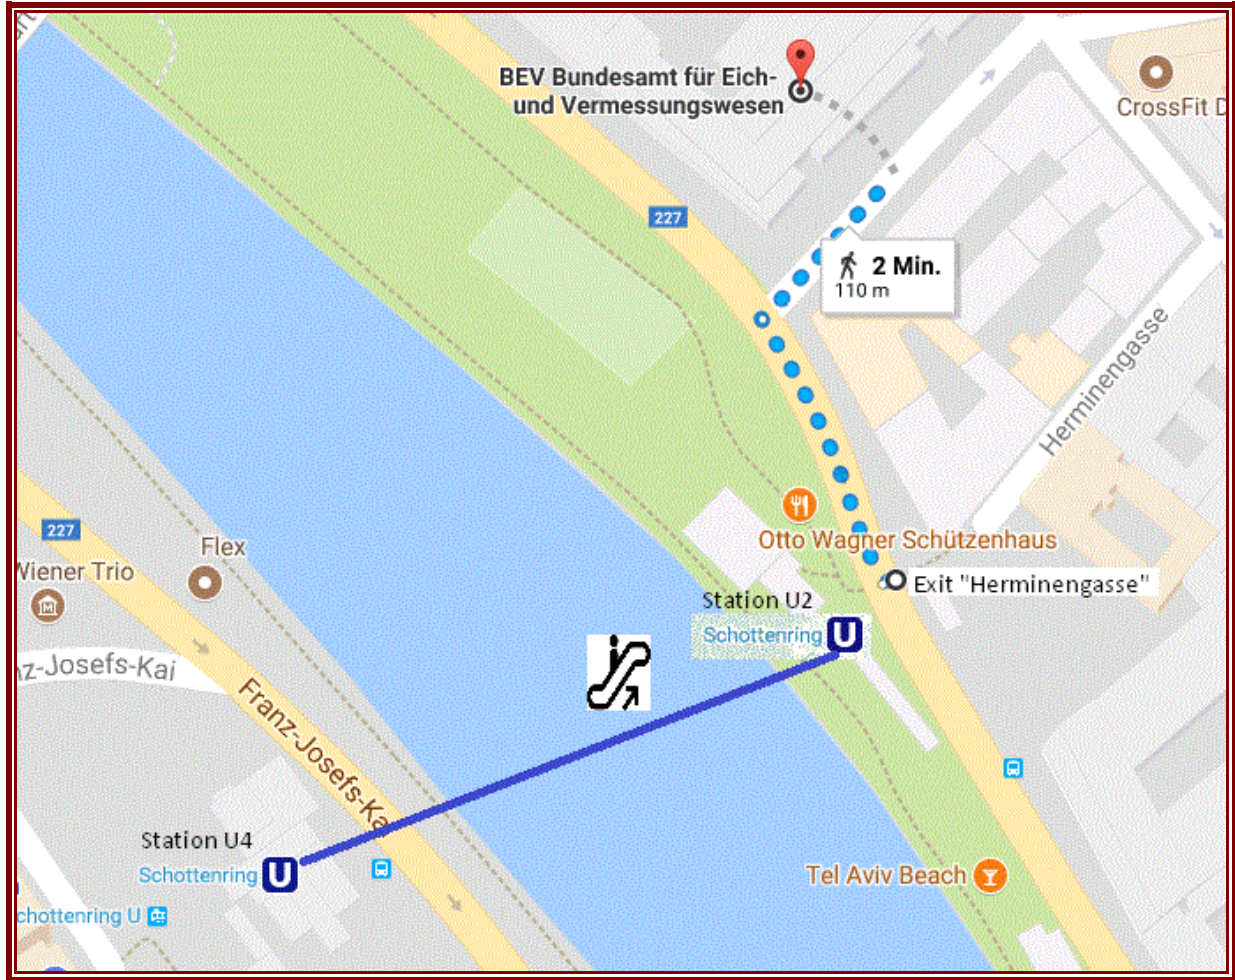 BEV Bundesamt für Eich-
und Vermessungswesen
CrossFit D
227
2 Min.
110 m
Herminengasse
Otto Wagner Schützenhaus
Exit "Herminengasse"
227
Flex
Wiener Trio
M
Station U2
Schottenring U
nz-Josefs-Kai
Franz-Josefs-Ka
Station U4
Schottenring U
Tel Aviv Beach
chottenring U